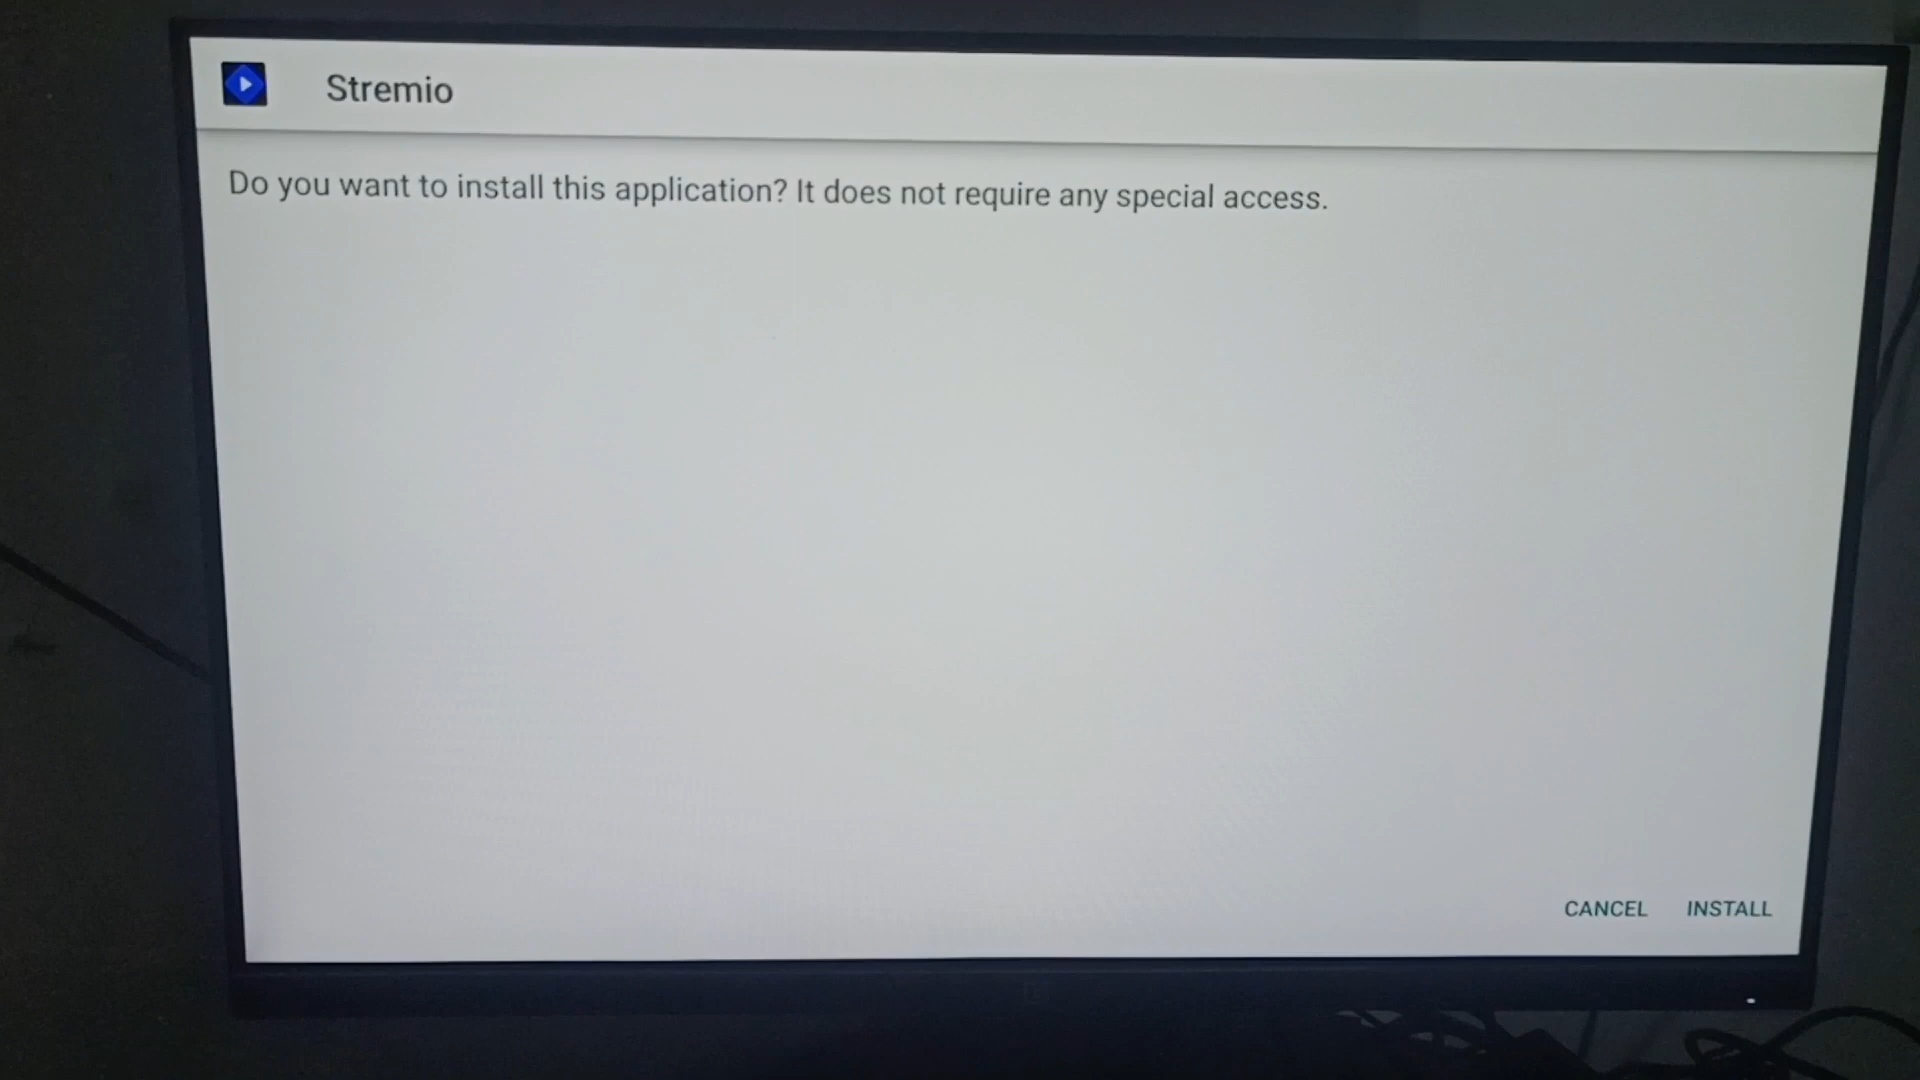 Stremio
Do you want to install this application? It does not require any special access.
CANCEL INSTALL